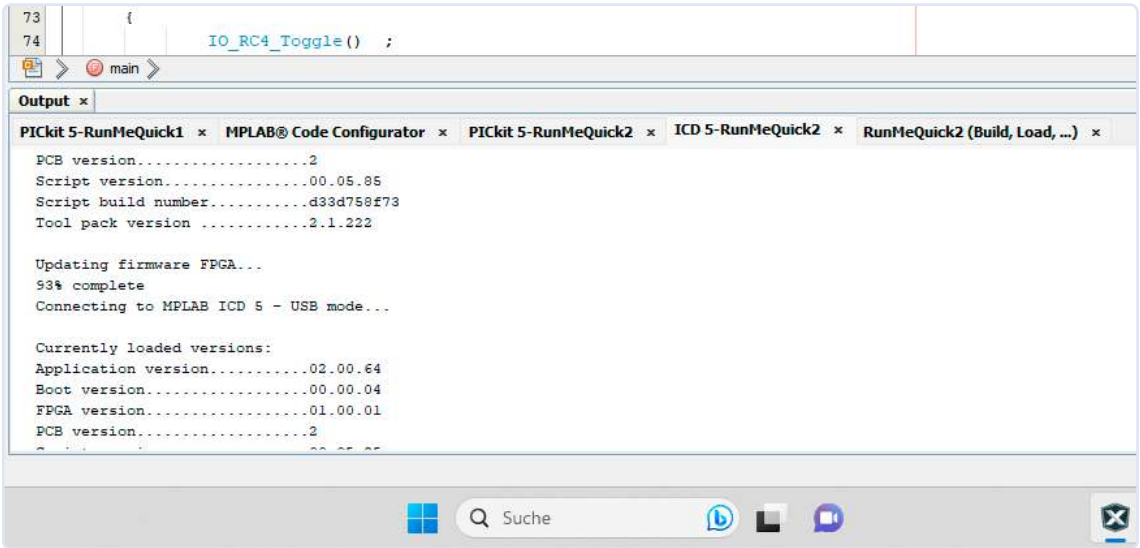 73 {
74 IO_RC4_Toggle() ;
main
Output ×
PICkit 5-RunMeQuick1 × MPLAB® Code Configurator × PICkit 5-RunMeQuick2 × ICD 5-RunMeQuick2 × RunMeQuick2 (Build, Load, ...) ×
PCB version...................2
Script version................00.05.85
Script build number...........d33d758f73
Tool pack version ............2.1.222
Updating firmware FPGA...
93% complete
Connecting to MPLAB ICD 5 - USB mode...
Currently loaded versions:
Application version...........02.00.64
Boot version..................00.00.04
FPGA version..................01.00.01
PCB version...................2
Suche